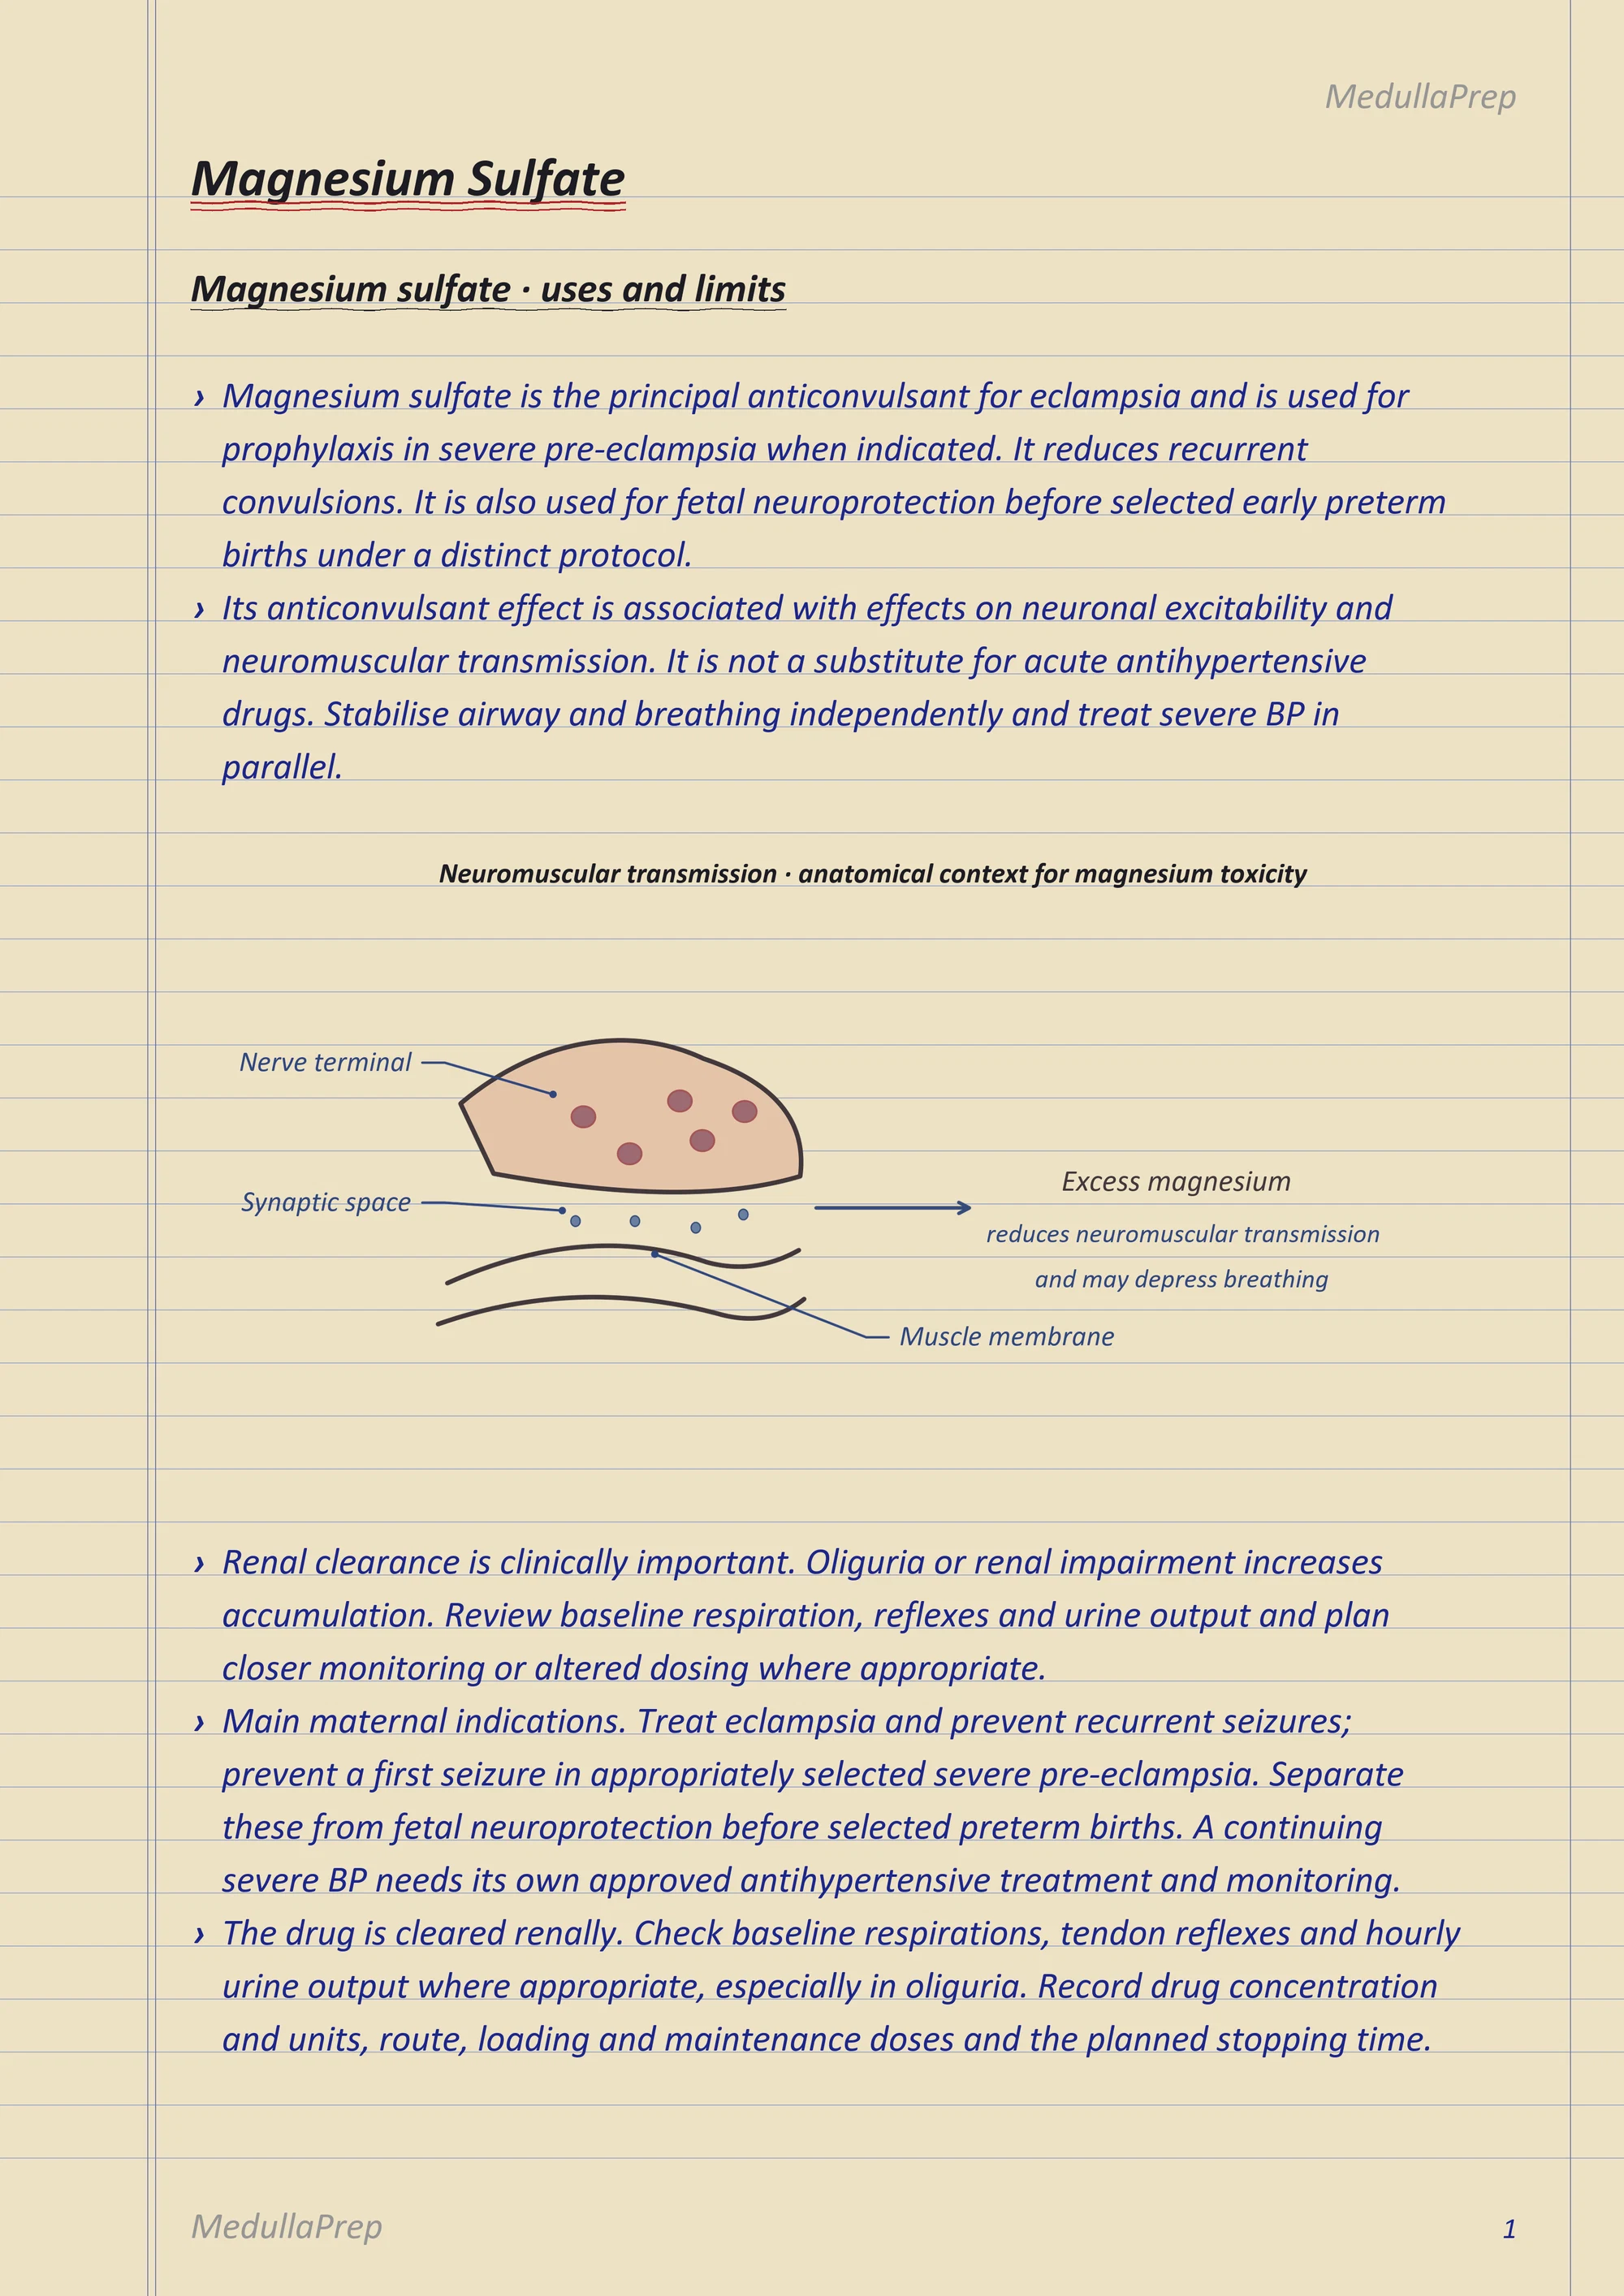 MedullaPrep
Magnesium Sulfate
Magnesium sulfate · uses and limits
› Magnesium sulfate is the principal anticonvulsant for eclampsia and is used for
prophylaxis in severe pre-eclampsia when indicated. It reduces recurrent
convulsions. It is also used for fetal neuroprotection before selected early preterm
births under a distinct protocol.
› Its anticonvulsant effect is associated with effects on neuronal excitability and
neuromuscular transmission. It is not a substitute for acute antihypertensive
drugs. Stabilise airway and breathing independently and treat severe BP in
parallel.
Neuromuscular transmission · anatomical context for magnesium toxicity
Nerve terminal
Synaptic space
Excess magnesium
reduces neuromuscular transmission
and may depress breathing
Muscle membrane
› Renal clearance is clinically important. Oliguria or renal impairment increases
accumulation. Review baseline respiration, reflexes and urine output and plan
closer monitoring or altered dosing where appropriate.
› Main maternal indications. Treat eclampsia and prevent recurrent seizures;
prevent a first seizure in appropriately selected severe pre-eclampsia. Separate
these from fetal neuroprotection before selected preterm births. A continuing
severe BP needs its own approved antihypertensive treatment and monitoring.
› The drug is cleared renally. Check baseline respirations, tendon reflexes and hourly
urine output where appropriate, especially in oliguria. Record drug concentration
and units, route, loading and maintenance doses and the planned stopping time.
MedullaPrep
1